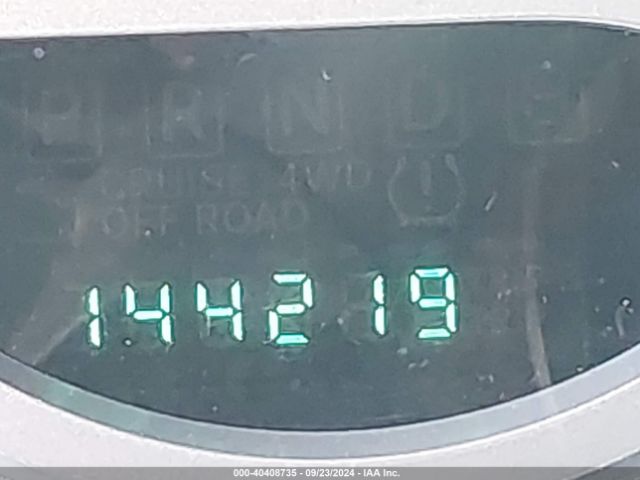 P R N D
CRUISE 4WD
OFF ROAD
144219
000-40408735 - 09/23/2024 - IAA Inc.